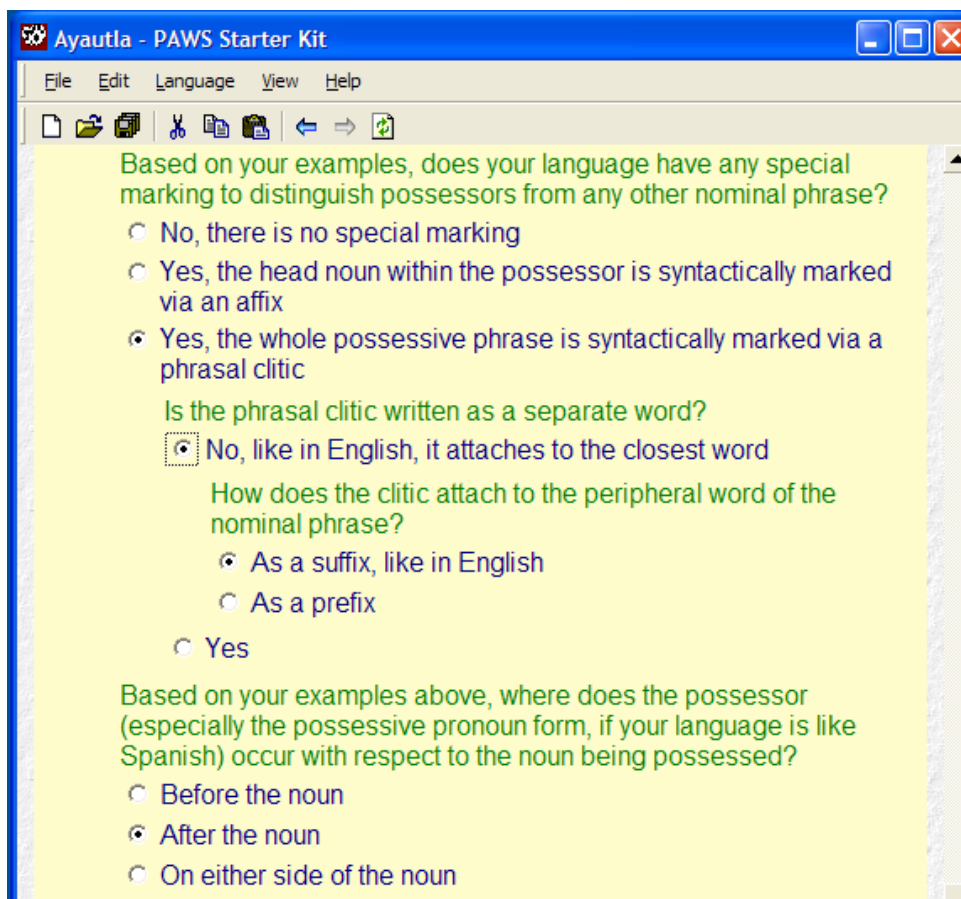 Ayautla - PAWS Starter Kit
File Edit Language View Help
Based on your examples, does your language have any special
marking to distinguish possessors from any other nominal phrase?
No, there is no special marking
Yes, the head noun within the possessor is syntactically marked
via an affix
Yes, the whole possessive phrase is syntactically marked via a
phrasal clitic
Is the phrasal clitic written as a separate word?
No, like in English, it attaches to the closest word
How does the clitic attach to the peripheral word of the
nominal phrase?
As a suffix, like in English
As a prefix
Yes
Based on your examples above, where does the possessor
(especially the possessive pronoun form, if your language is like
Spanish) occur with respect to the noun being possessed?
Before the noun
After the noun
On either side of the noun